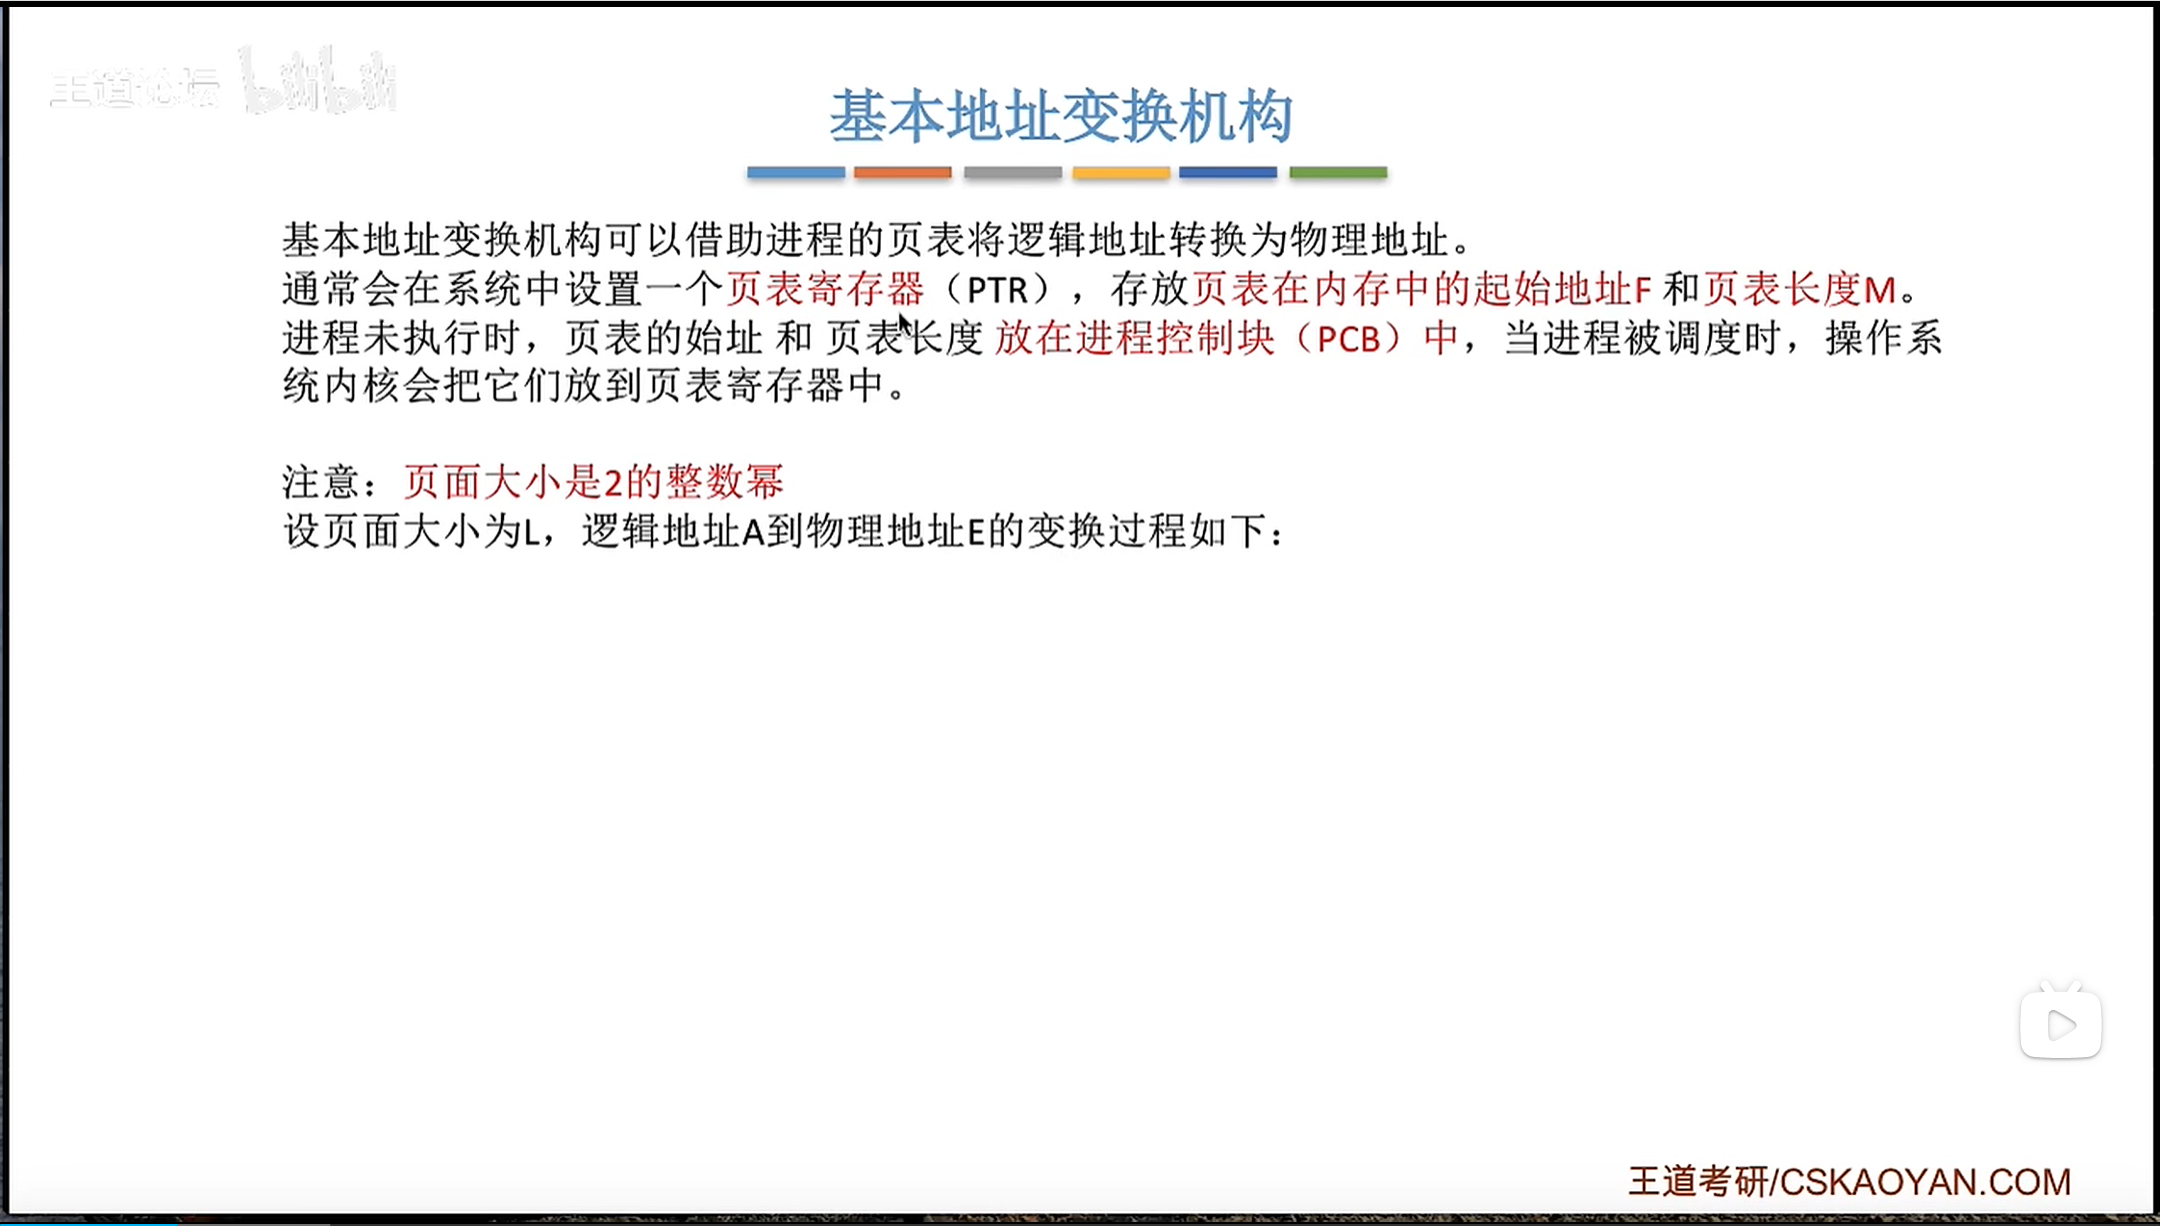 王道论坛 bilibili
基本地址变换机构
基本地址变换机构可以借助进程的页表将逻辑地址转换为物理地址。
通常会在系统中设置一个页表寄存器（PTR），存放页表在内存中的起始地址F 和页表长度M。
进程未执行时，页表的始址 和 页表长度 放在进程控制块（PCB）中，当进程被调度时，操作系
统内核会把它们放到页表寄存器中。
注意：页面大小是2的整数幂
设页面大小为L，逻辑地址A到物理地址E的变换过程如下：
王道考研/CSKAOYAN.COM